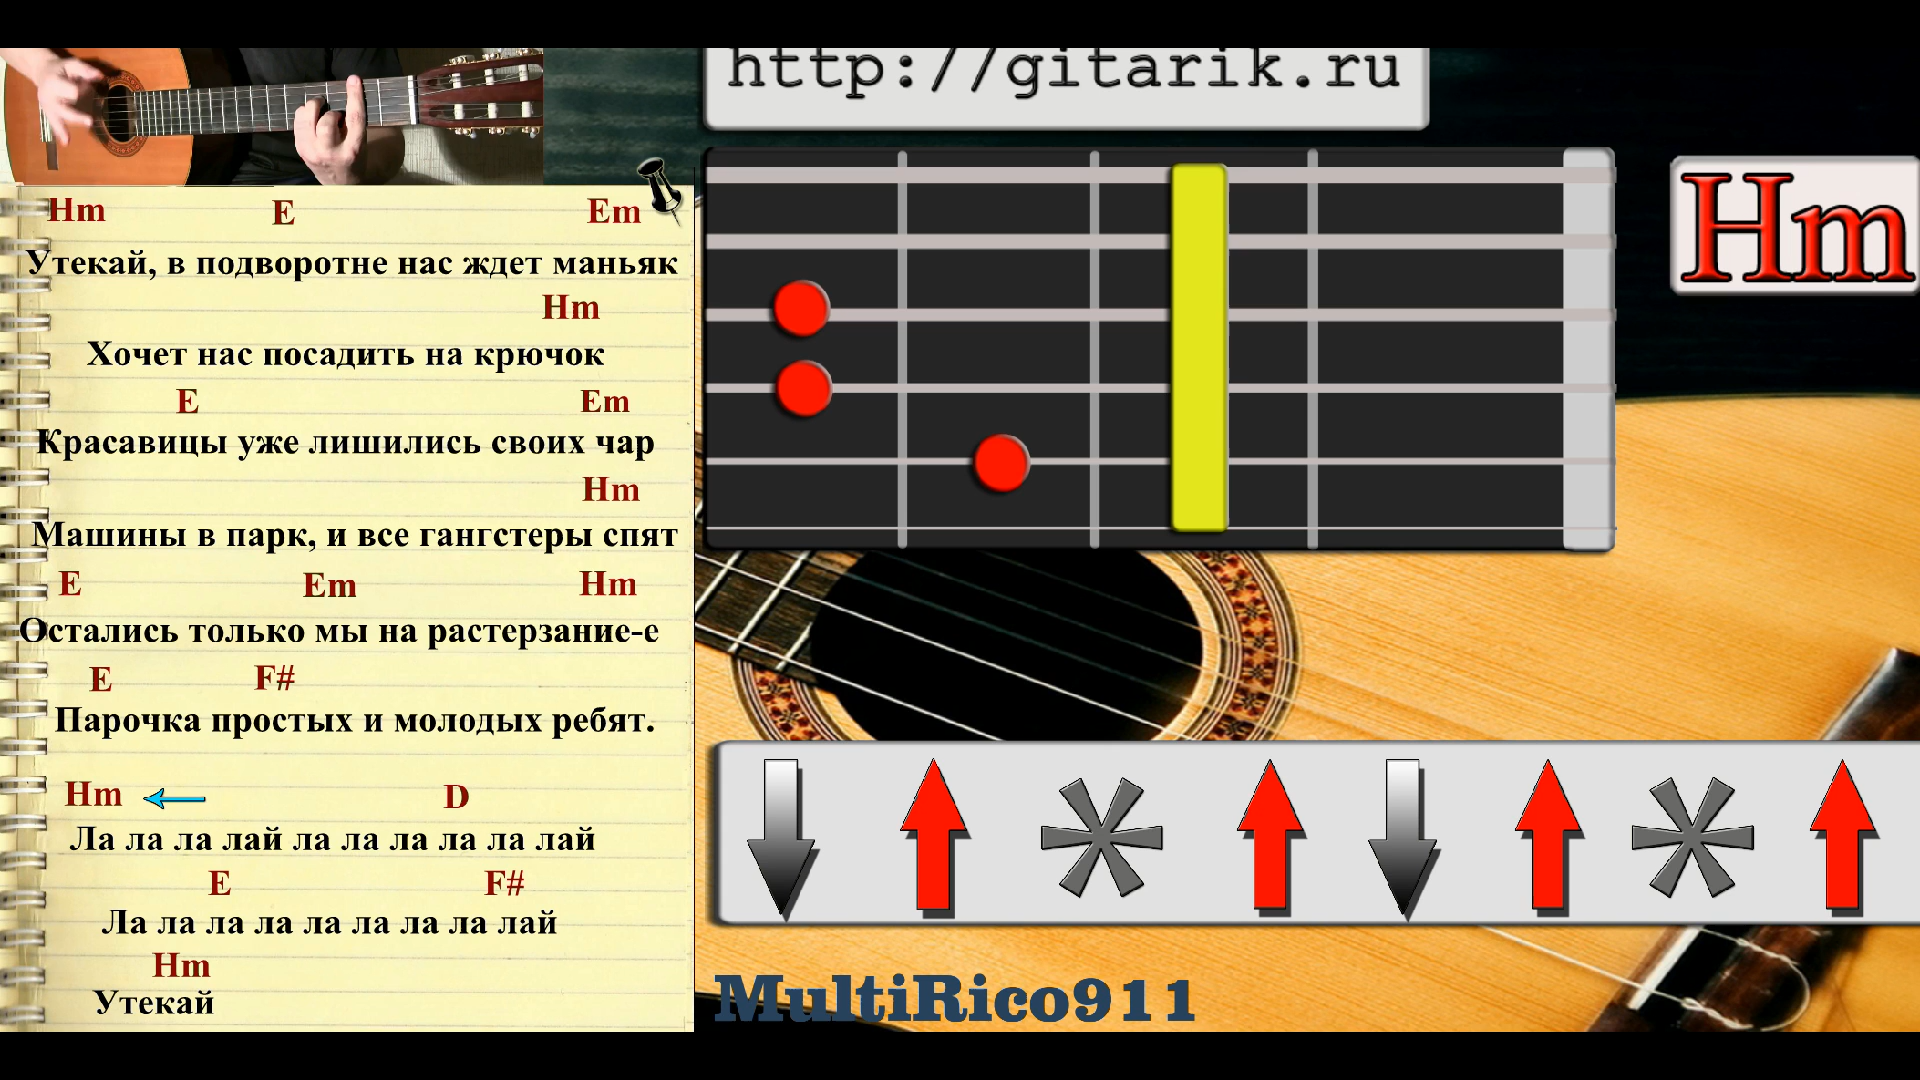 http://gitarik.ru
Hm
Hm E Em
Утекай, в подворотне нас ждет маньяк
Hm
Хочет нас посадить на крючок
E Em
Красавицы уже лишились своих чар
Hm
Машины в парк, и все гангстеры спят
E Em Hm
Остались только мы на растерзание-е
E F#
Парочка простых и молодых ребят.
Hm D
Ла ла ла лай ла ла ла ла ла лай
E F#
Ла ла ла ла ла ла ла ла лай
Hm
Утекай
MultiRico911